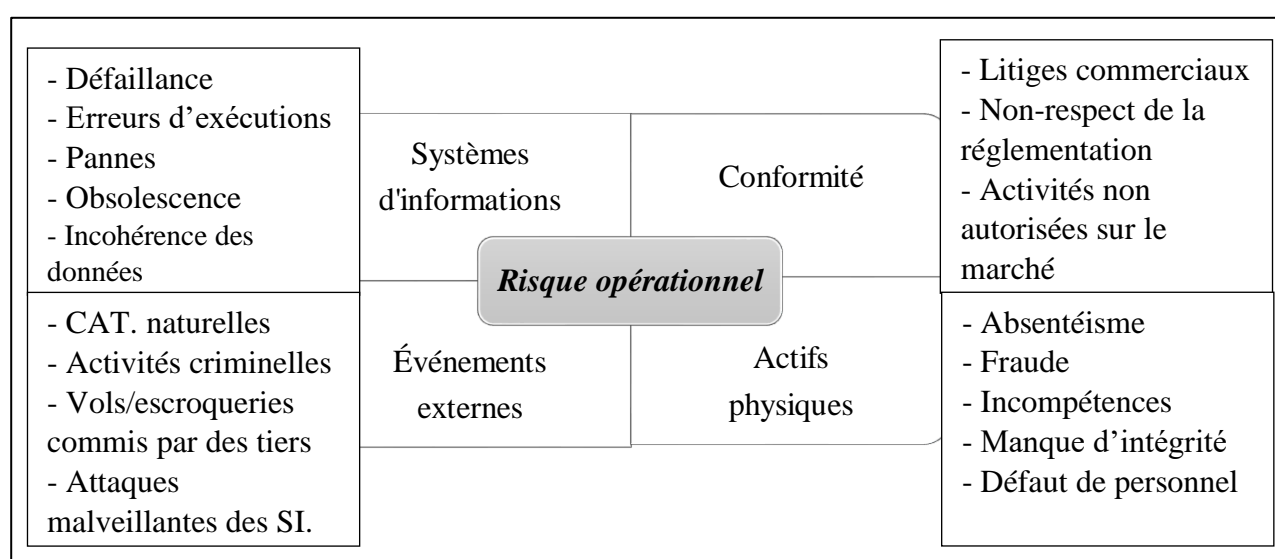 - Défaillance
- Erreurs d'exécutions
- Pannes
- Obsolescence
- Incohérence des
données
Systèmes
d'informations
Conformité
- Litiges commerciaux
- Non-respect de la
réglementation
- Activités non
autorisées sur le
marché
Risque opérationnel
- CAT. naturelles
- Activités criminelles
- Vols/escroqueries
commis par des tiers
- Attaques
malveillantes des SI.
Événements
externes
Actifs
physiques
- Absentéisme
- Fraude
- Incompétences
- Manque d'intégrité
- Défaut de personnel